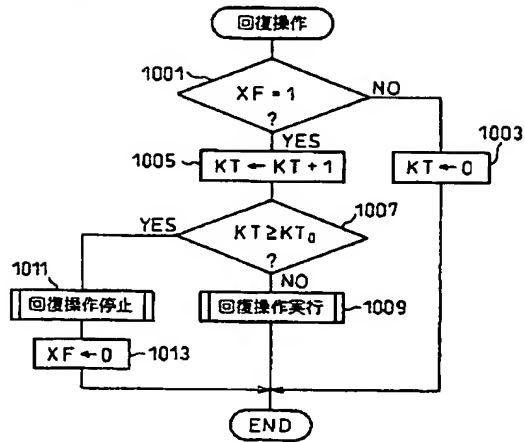 回復操作
1001
XF = 1
?
NO
YES
1003
1005
KT ← KT + 1
KT ← 0
1007
YES
KT ≥ KT₀
?
NO
1011
回復操作停止
回復操作実行
1009
XF ← 0
1013
END